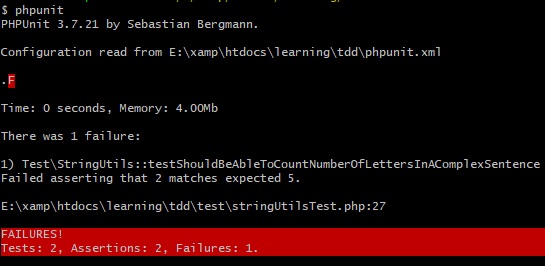 $ phpunit
PHPUnit 3.7.21 by Sebastian Bergmann.
Configuration read from E:\xamp\htdocs\learning\tdd\phpunit.xml
.F
Time: 0 seconds, Memory: 4.00Mb
There was 1 failure:
1) Test\StringUtils::testShouldBeAbleToCountNumberOfLettersInAComplexSentence
Failed asserting that 2 matches expected 5.
E:\xamp\htdocs\learning\tdd\test\stringUtilsTest.php:27
FAILURES!
Tests: 2, Assertions: 2, Failures: 1.